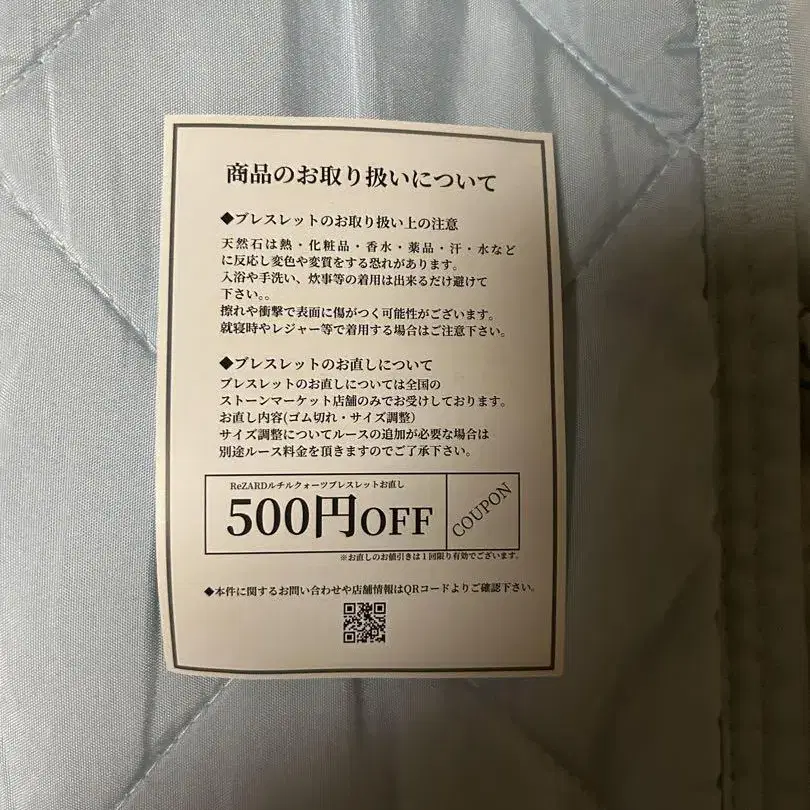 商品のお取り扱いについて
◆ブレスレットのお取り扱い上の注意
天然石は熱・化粧品・香水・薬品・汗・水など
に反応し変色や変質をする恐れがあります。
入浴や手洗い、炊事等の着用は出来るだけ避けて
下さい。。
擦れや衝撃で表面に傷がつく可能性がございます。
就寝時やレジャー等で着用する場合はご注意下さい。
◆ブレスレットのお直しについて
ブレスレットのお直しについては全国の
ストーンマーケット店舗のみでお受けしております。
お直し内容(ゴム切れ・サイズ調整)
サイズ調整についてルースの追加が必要な場合は
別途ルース料金を頂きますのでご了承下さい。
ReZARDルチルクォーツブレスレットお直し
500円OFF
COUPON
※お直しのお値引きは1回限り有効でございます。
◆本件に関するお問い合わせや店舗情報はQRコードよりご確認下さい。